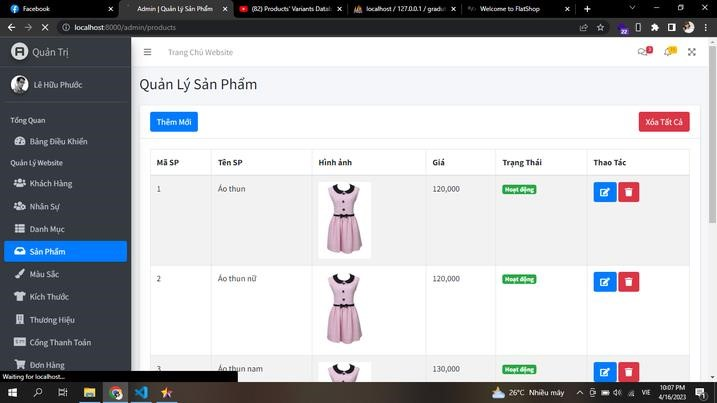 Facebook
Admin | Quản Lý Sản Phẩm
(82) Products' Variants Datab
localhost / 127.0.0.1 / gradut
Welcome to FlatShop
localhost:8000/admin/products
22
Quản Trị
Trang Chủ Website
Lê Hữu Phước
Quản Lý Sản Phẩm
Tổng Quan
Thêm Mới
Xóa Tất Cả
Bảng Điều Khiển
Quản Lý Website
Mã SP
Tên SP
Hình ảnh
Giá
Trạng Thái
Thao Tác
Khách Hàng
1
Áo thun
120,000
Hoạt động
Nhân Sự
Danh Mục
Sản Phẩm
Màu Sắc
2
Áo thun nữ
120,000
Hoạt động
Kích Thước
Thương Hiệu
Cổng Thanh Toán
Đơn Hàng
3
Áo thun nam
130,000
Hoạt động
Waiting for localhost...
26°C
Nhiều mây
VIE
10:07 PM
4/16/2023